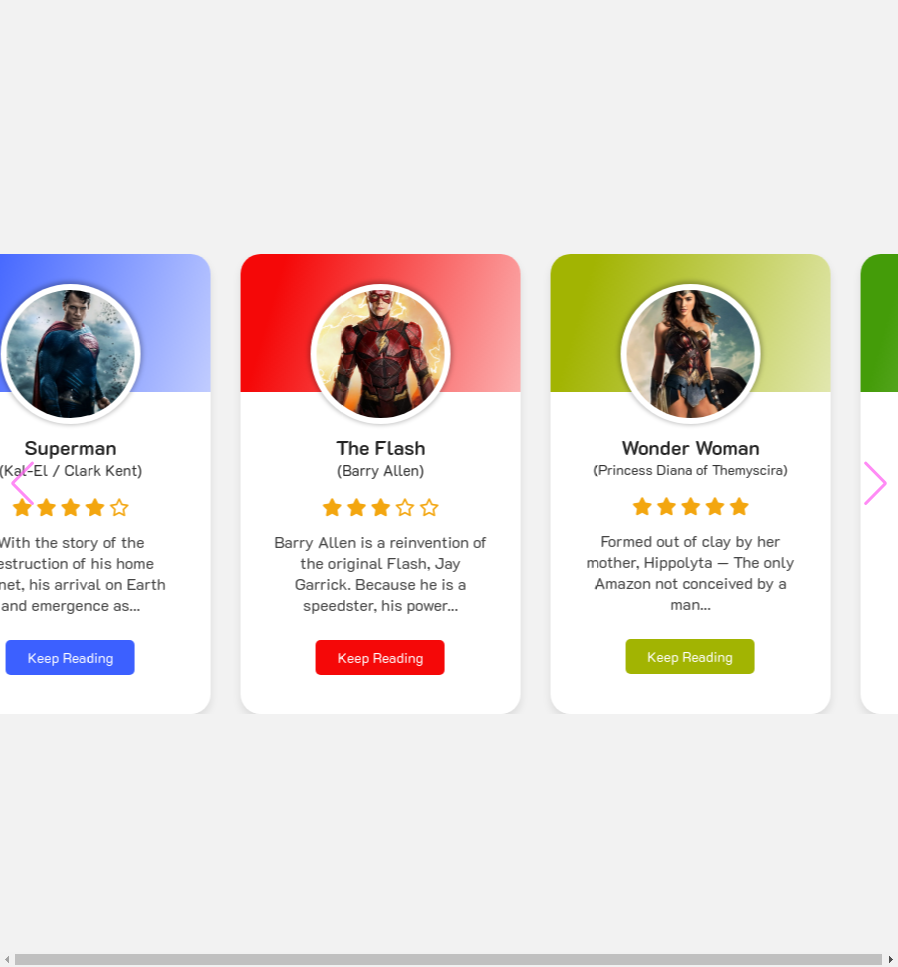 Superman
(Kal-El / Clark Kent)
With the story of the
estruction of his home
net, his arrival on Earth
and emergence as...
Keep Reading
The Flash
(Barry Allen)
Barry Allen is a reinvention of
the original Flash, Jay
Garrick. Because he is a
speedster, his power...
Keep Reading
Wonder Woman
(Princess Diana of Themyscira)
Formed out of clay by her
mother, Hippolyta — The only
Amazon not conceived by a
man...
Keep Reading